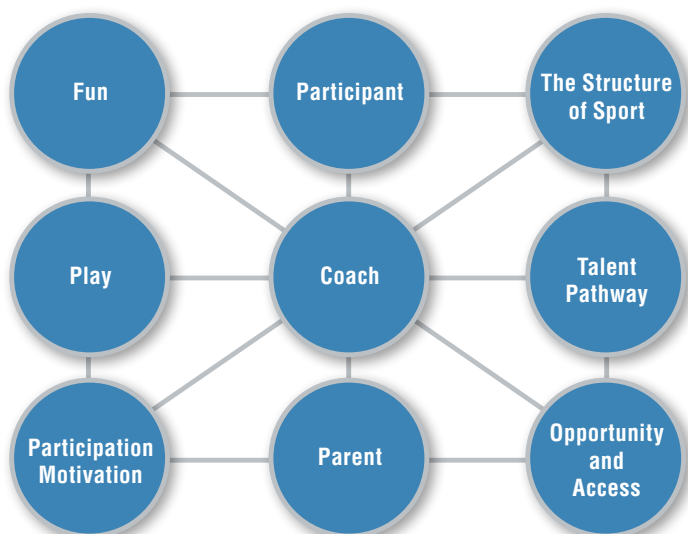 Fun
Participant
The Structure
of Sport
Play
Coach
Talent
Pathway
Participation
Motivation
Parent
Opportunity
and
Access